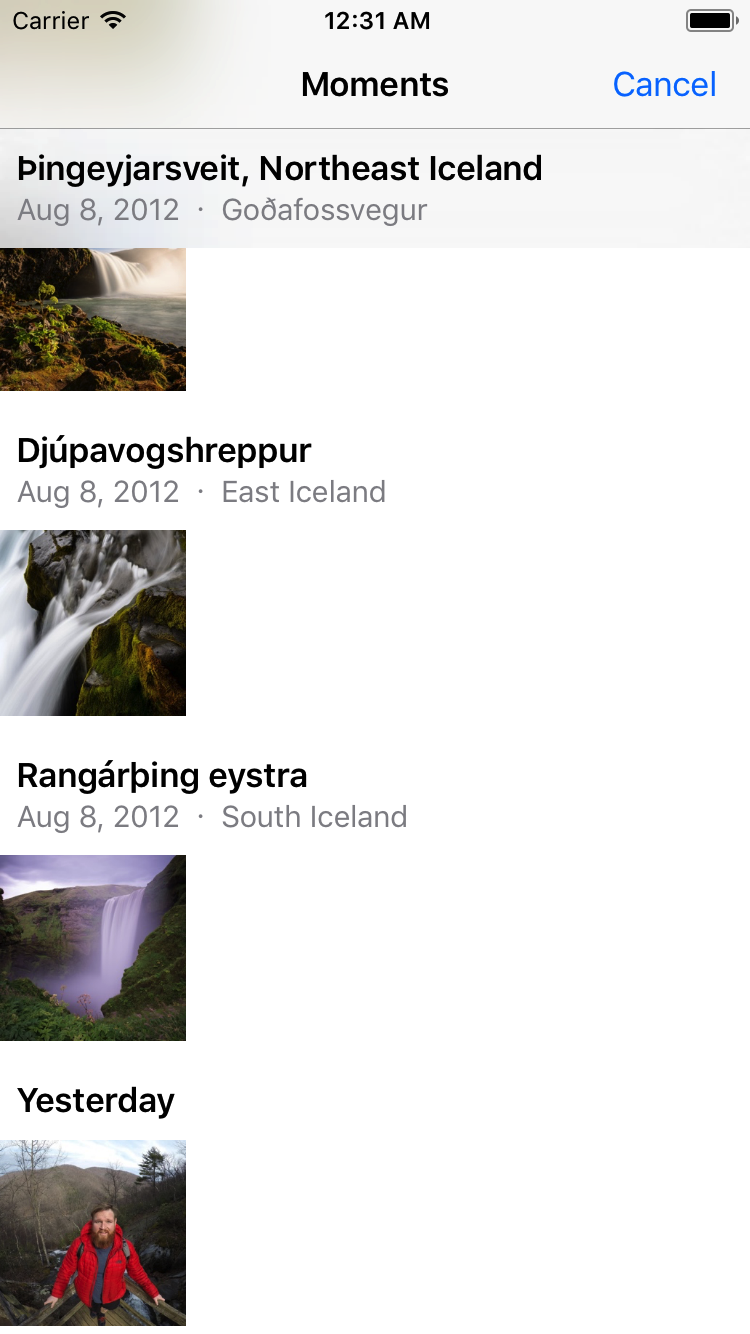 Carrier 12:31 AM
Moments Cancel
Þingeyjarsveit, Northeast Iceland
Aug 8, 2012 · Goðafossvegur
Djúpavogshreppur
Aug 8, 2012 · East Iceland
Rangárþing eystra
Aug 8, 2012 · South Iceland
Yesterday